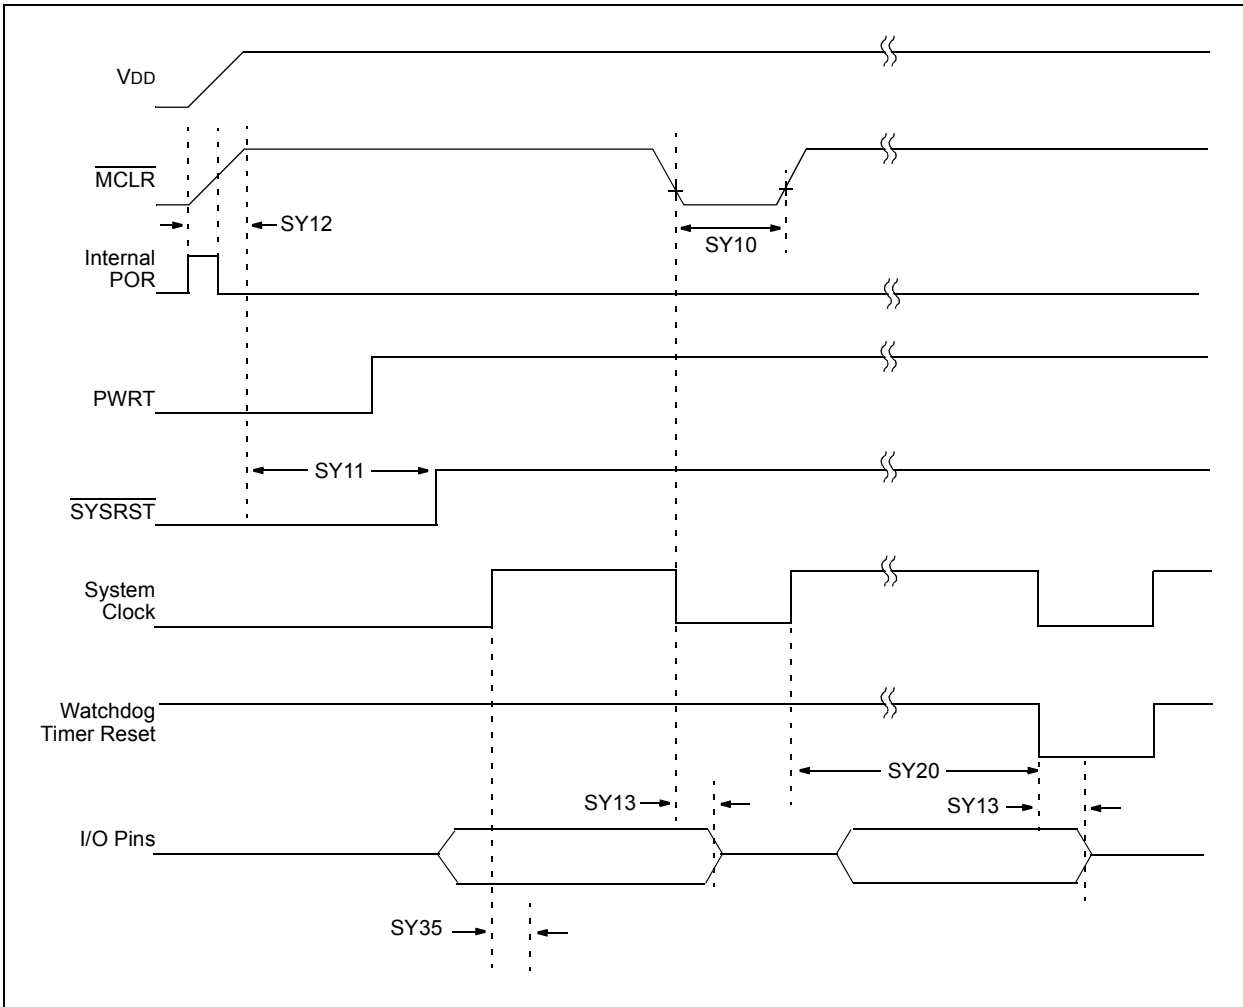 VDD
MCLR
SY12
SY10
Internal
POR
PWRT
SY11
SYSRST
System
Clock
Watchdog
Timer Reset
SY20
SY13
SY13
I/O Pins
SY35